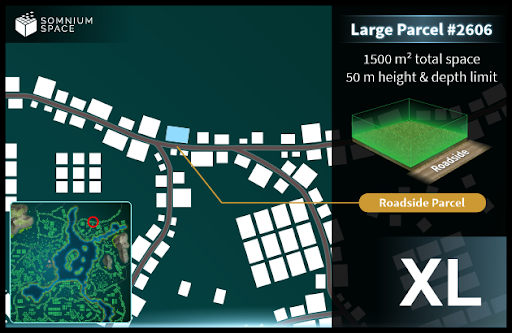 SOMNIUM
SPACE
Large Parcel #2606
1500 m² total space
50 m height & depth limit
Roadside
Roadside Parcel
XL